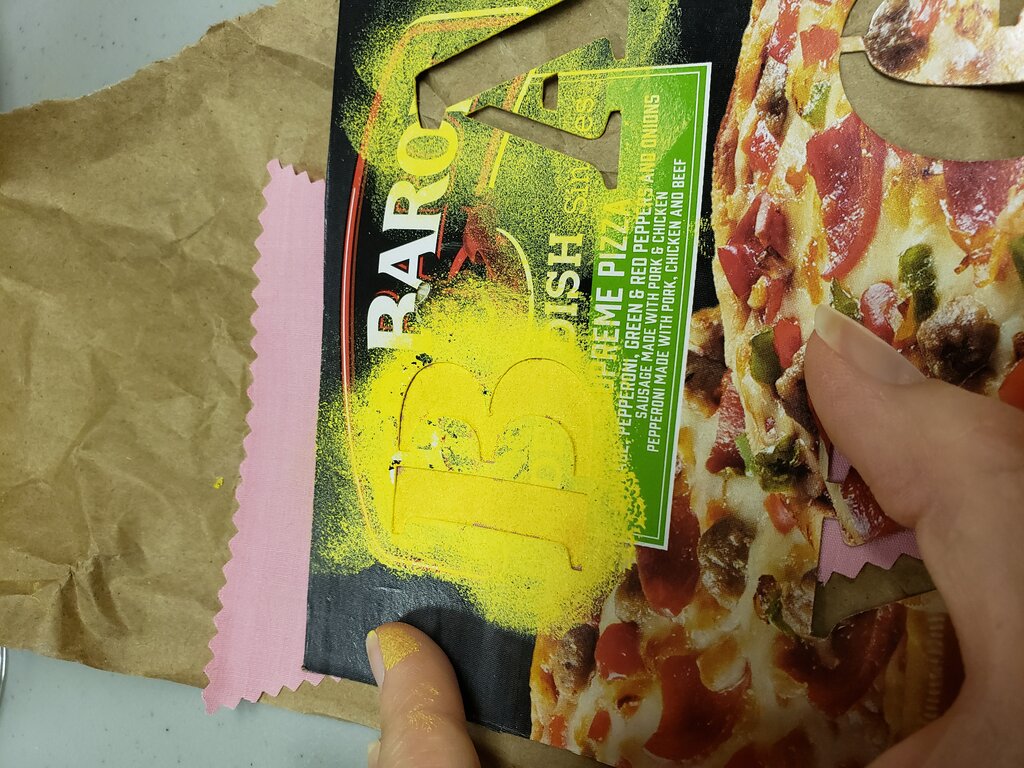 BARO
B A
DISH
REME PIZZA
PEPPERONI, GREEN & RED PEPPERS AND ONIONS
SAUSAGE MADE WITH PORK & CHICKEN
PEPPERONI MADE WITH PORK, CHICKEN AND BEEF